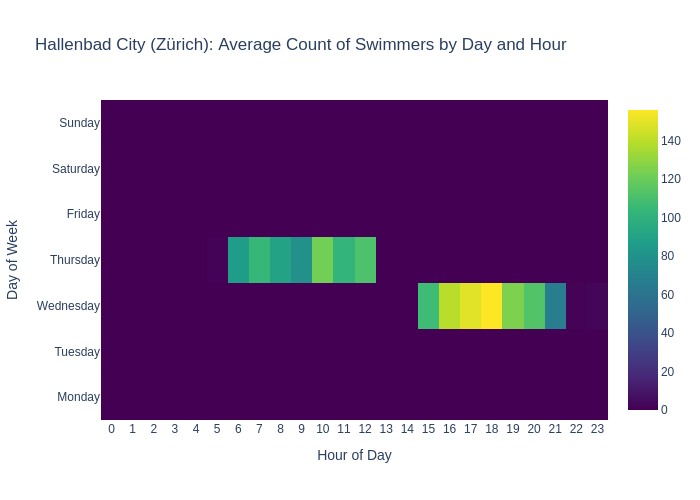 Hallenbad City (Zürich): Average Count of Swimmers by Day and Hour
Day of Week
Sunday
Saturday
Friday
Thursday
Wednesday
Tuesday
Monday
0 1 2 3 4 5 6 7 8 9 10 11 12 13 14 15 16 17 18 19 20 21 22 23
Hour of Day
140
120
100
80
60
40
20
0